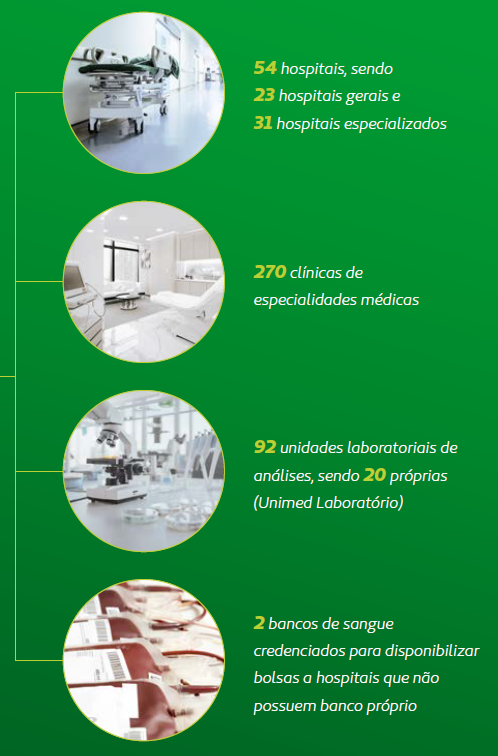 54 hospitais, sendo
23 hospitais gerais e
31 hospitais especializados
270 clínicas de
especialidades médicas
92 unidades laboratoriais de
análises, sendo 20 próprias
(Unimed Laboratório)
2 bancos de sangue
credenciados para disponibilizar
bolsas a hospitais que não
possuem banco próprio